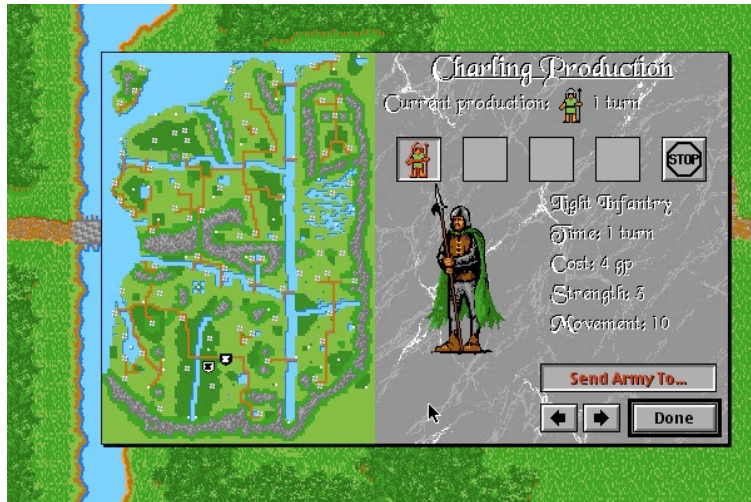 Charling Production
Current production: 1 turn
STOP
Light Infantry
Time: 1 turn
Cost: 4 gp
Strength: 3
Movement: 10
Send Army To...
Done